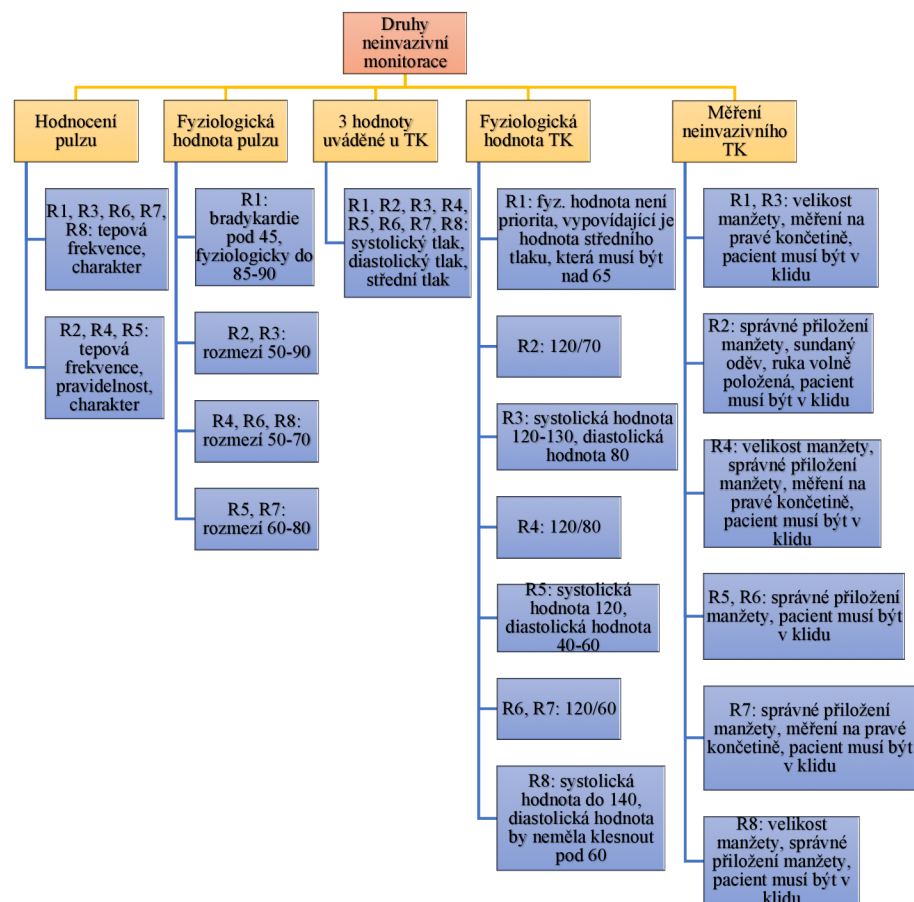 Druhy
neinvazivní
monitorace
Hodnocení
pulzu
R1, R3, R6, R7,
R8: tepová
frekvence,
charakter
R2, R4, R5:
tepová
frekvence,
pravidelnost,
charakter
Fyziologická
hodnota pulzu
R1:
bradykardie
pod 45,
fyziologicky do
85-90
R2, R3:
rozmezí 50-90
R4, R6, R8:
rozmezí 50-70
R5, R7:
rozmezí 60-80
3 hodnoty
uváděné u TK
R1, R2, R3, R4,
R5, R6, R7, R8:
systolický tlak,
diastolický tlak,
střední tlak
Fyziologická
hodnota TK
R1: fyz. hodnota není
priorita, vypovídající je
hodnota středního
tlaku, která musí být
nad 65
R2: 120/70
R3: systolická hodnota
120-130, diastolická
hodnota 80
R4: 120/80
R5: systolická
hodnota 120,
diastolická hodnota
40-60
R6, R7: 120/60
R8: systolická
hodnota do 140,
diastolická hodnota
by neměla klesnout
pod 60
Měření
neinvazivního
TK
R1, R3: velikost
manžety, měření na
pravé končetině,
pacient musí být v
klidu
R2: správné přiložení
manžety, sundaný
oděv, ruka volně
položená, pacient
musí být v klidu
R4: velikost manžety,
správné přiložení
manžety, měření na
pravé končetině,
pacient musí být v
klidu
R5, R6: správné přiložení
manžety, pacient musí být
v klidu
R7: správné přiložení
manžety, měření na pravé
končetině, pacient musí být
v klidu
R8: velikost
manžety, správné
přiložení manžety,
pacient musí být v
klidu